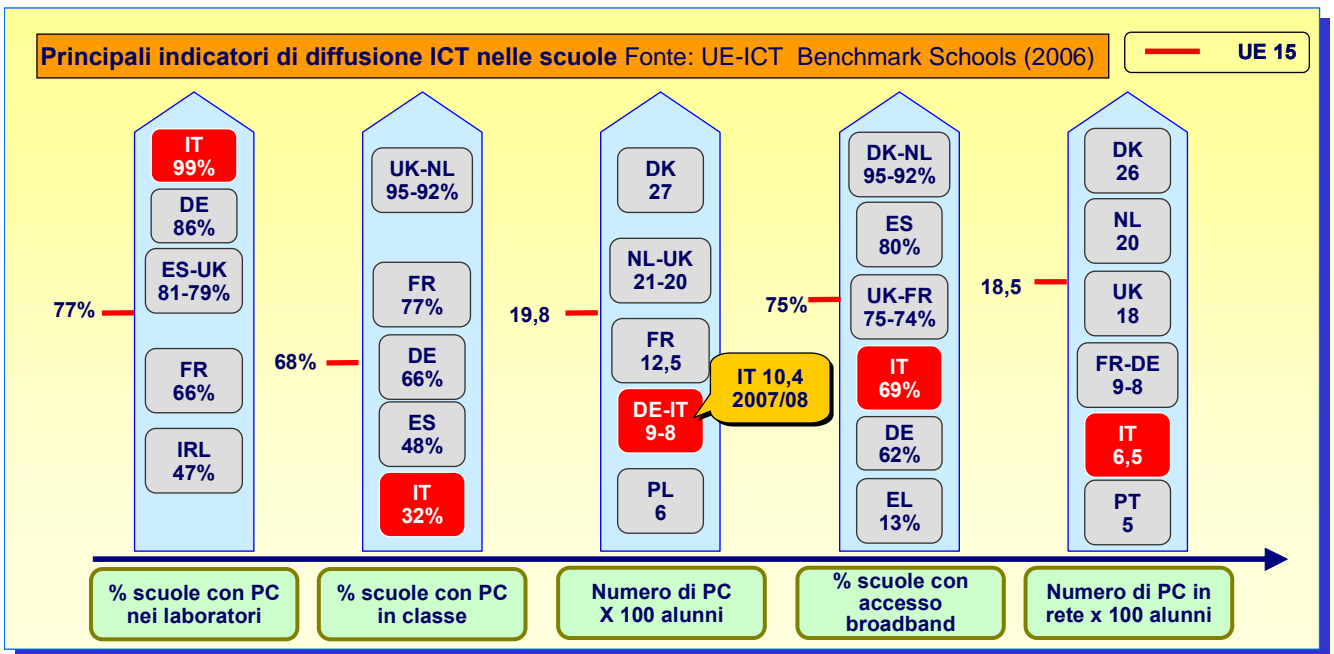 Principali indicatori di diffusione ICT nelle scuole Fonte: UE-ICT Benchmark Schools (2006)
UE 15
77%
IT
99%
DE
86%
ES-UK
81-79%
FR
66%
IRL
47%
% scuole con PC
nei laboratori
68%
UK-NL
95-92%
FR
77%
DE
66%
ES
48%
IT
32%
% scuole con PC
in classe
19,8
DK
27
NL-UK
21-20
FR
12,5
DE-IT
9-8
IT 10,4
2007/08
PL
6
Numero di PC
X 100 alunni
75%
DK-NL
95-92%
ES
80%
UK-FR
75-74%
IT
69%
DE
62%
EL
13%
% scuole con
accesso
broadband
18,5
DK
26
NL
20
UK
18
FR-DE
9-8
IT
6,5
PT
5
Numero di PC in
rete x 100 alunni